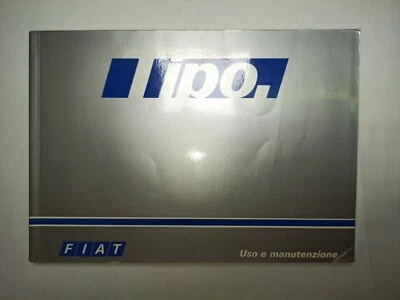 Tipo.
FIAT
Uso e manutenzione